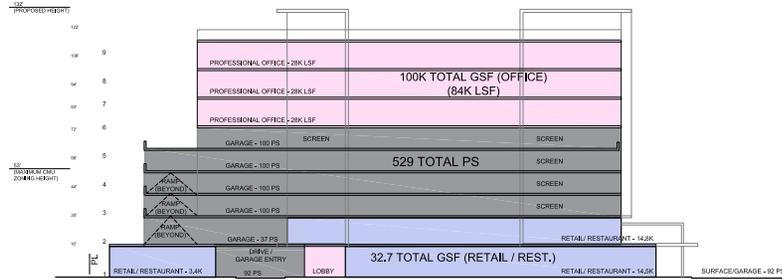 132'
(PROPOSED HEIGHT)
122'
9
108'
PROFESSIONAL OFFICE - 28K LSF
100K TOTAL GSF (OFFICE)
(84K LSF)
8
PROFESSIONAL OFFICE - 28K LSF
7
PROFESSIONAL OFFICE - 28K LSF
72'
6
SCREEN
SCREEN
GARAGE - 100 PS
5
529 TOTAL PS
SCREEN
(MAXIMUM CMU
ZONING HEIGHT)
RAMP
(BEYOND)
GARAGE - 100 PS
SCREEN
44'
4
RAMP
(BEYOND)
GARAGE - 100 PS
SCREEN
3
RAMP
(BEYOND)
GARAGE - 100 PS
GARAGE - 37 PS
RETAIL/ RESTAURANT - 14.8K
2
PL
DRIVE /
GARAGE ENTRY
32.7 TOTAL GSF (RETAIL / REST.)
1
RETAIL/ RESTAURANT - 3.4K
92 PS
LOBBY
RETAIL/ RESTAURANT - 14.5K
SURFACE/GARAGE - 92 PS